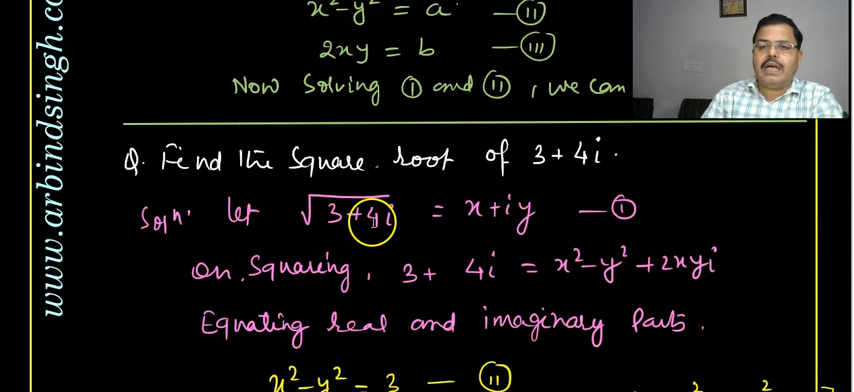 x² – y² = a. — (II)
2xy = b — (III)
Now Solving (I) and (II), we can
Q. Find the Square root of 3+4i.
Soln. let √3+4i = x+iy — (I)
On Squaring, 3+ 4i = x² – y² + 2xyi
Equating real and imaginary Parts.
x² – y² = 3 — (II)
www.arbindsingh.co